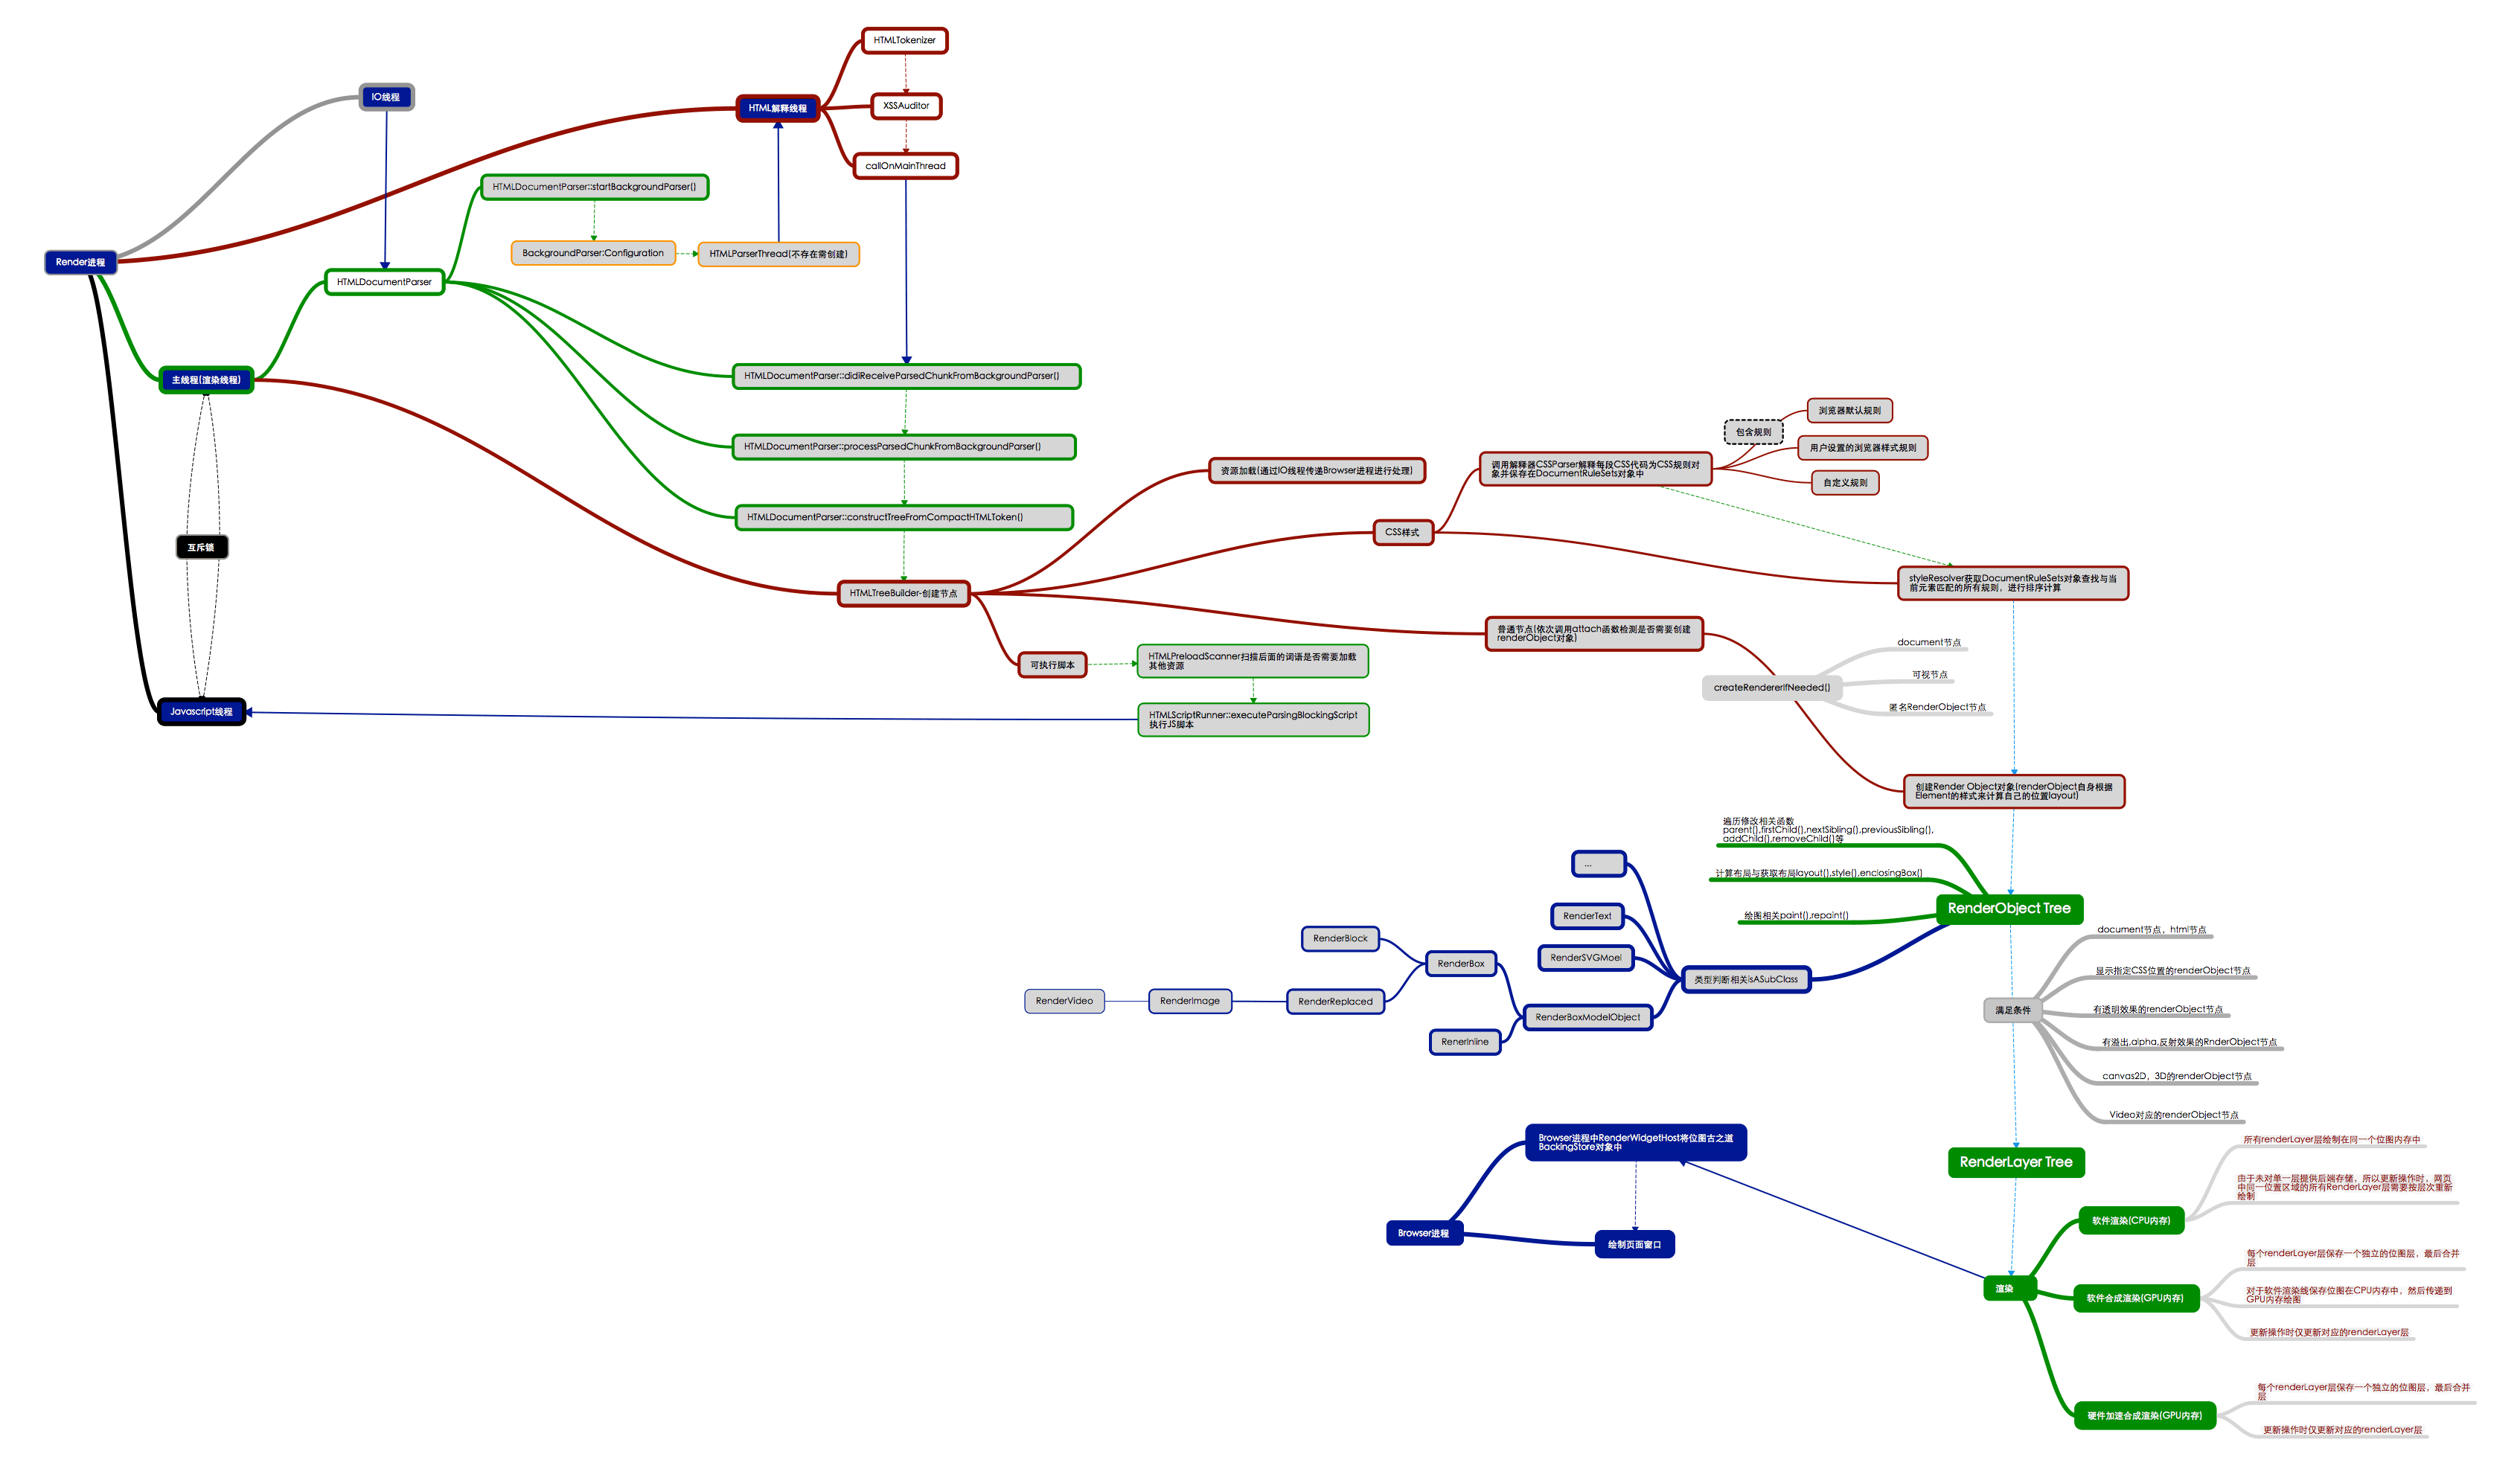 HTMLTokenizer
IO线程
HTML解释线程
XSSAuditor
callOnMainThread
HTMLDocumentParser::startBackgroundParser()
BackgroundParser:Configuration
HTMLParserThread(不存在需创建)
Render进程
HTMLDocumentParser
主线程(渲染线程)
HTMLDocumentParser::didiReceiveParsedChunkFromBackgroundParser()
HTMLDocumentParser::processParsedChunkFromBackgroundParser()
HTMLDocumentParser::constructTreeFromCompactHTMLToken()
互斥锁
HTMLTreeBuilder-创建节点
Javascript线程
资源加载(通过IO线程传递Browser进程进行处理)
CSS样式
调用解释器CSSParser解释每段CSS代码为CSS规则对
象并保存在DocumentRuleSets对象中
包含规则
浏览器默认规则
用户设置的浏览器样式规则
自定义规则
styleResolver获取DocumentRuleSets对象查找与当
前元素匹配的所有规则，进行排序计算
普通节点(依次调用attach函数检测是否需要创建
renderObject对象)
可执行脚本
HTMLPreloadScanner扫描后面的词语是否需要加载
其他资源
HTMLScriptRunner::executeParsingBlockingScript
执行JS脚本
createRendererIfNeeded()
document节点
可视节点
匿名RenderObject节点
创建Render Object对象(renderObject自身根据
Element的样式来计算自己的位置layout)
遍历修改相关函数
parent(),firstChild(),nextSibling(),previousSibling(),
addChild(),removeChild()等
计算布局与获取布局layout(),style(),enclosingBox()
绘图相关paint(),repaint()
RenderObject Tree
...
RenderText
RenderSVGMoel
类型判断相关isASubClass
RenderBoxModelObject
RenderBlock
RenderBox
RenderVideo
RenderImage
RenderReplaced
RenerInline
document节点，html节点
显示指定CSS位置的renderObject节点
满足条件
有透明效果的renderObject节点
有溢出,alpha,反射效果的RnderObject节点
canvas2D，3D的renderObject节点
Video对应的renderObject节点
RenderLayer Tree
Browser进程中RenderWidgetHost将位图古之道
BackingStore对象中
Browser进程
绘制页面窗口
渲染
软件渲染(CPU内存)
所有renderLayer层绘制在同一个位图内存中
由于未对单一层提供后端存储，所以更新操作时，网页
中同一位置区域的所有RenderLayer层需要按层次重新
绘制
软件合成渲染(GPU内存)
每个renderLayer层保存一个独立的位图层，最后合并
层
对于软件渲染线保存位图在CPU内存中，然后传递到
GPU内存绘图
更新操作时仅更新对应的renderLayer层
硬件加速合成渲染(GPU内存)
每个renderLayer层保存一个独立的位图层，最后合并
层
更新操作时仅更新对应的renderLayer层